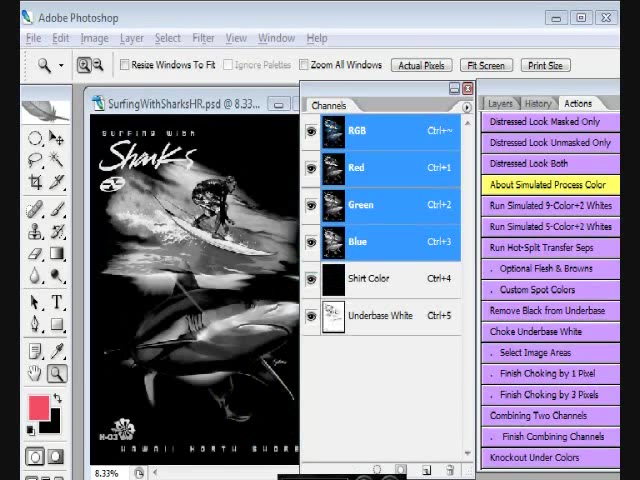 Adobe Photoshop
File Edit Image Layer Select Filter View Window Help
Resize Windows To Fit Ignore Palettes Zoom All Windows Actual Pixels Fit Screen Print Size
SurfingWithSharksHR.psd @ 8.33...
SURFING WITH
Sharks
HAWAII NORTH SHORE
8.33%
Channels
RGB Ctrl+~
Red Ctrl+1
Green Ctrl+2
Blue Ctrl+3
Shirt Color Ctrl+4
Underbase White Ctrl+5
Layers History Actions
Distressed Look Masked Only
Distressed Look Unmasked Only
Distressed Look Both
About Simulated Process Color
Run Simulated 9-Color+2 Whites
Run Simulated 5-Color+2 Whites
Run Hot-Split Transfer Seps
. Optional Flesh & Browns
. Custom Spot Colors
Remove Black from Underbase
Choke Underbase White
. Select Image Areas
. Finish Choking by 1 Pixel
. Finish Choking by 3 Pixels
Combining Two Channels
. Finish Combining Channels
Knockout Under Colors